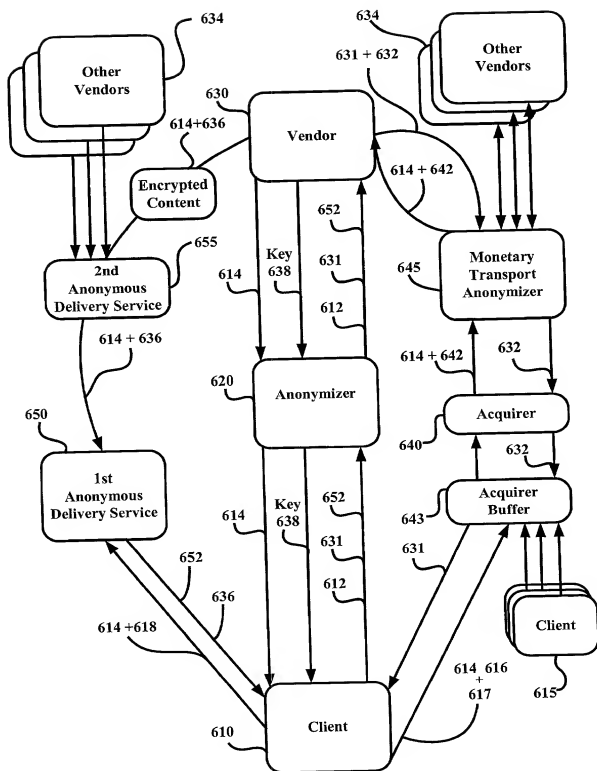 634
Other
Vendors
630
631 + 632
634
Other
Vendors
614+636
Vendor
Encrypted
Content
614 + 642
652
655
2nd
Anonymous
Delivery Service
614
Key
638
631
612
645
Monetary
Transport
Anonymizer
614 + 636
620
Anonymizer
614 + 642
632
650
640
Acquirer
1st
Anonymous
Delivery Service
614
Key
638
652
631
612
632
643
Acquirer
Buffer
652
636
614 +618
631
Client
615
614 616
+
617
610
Client